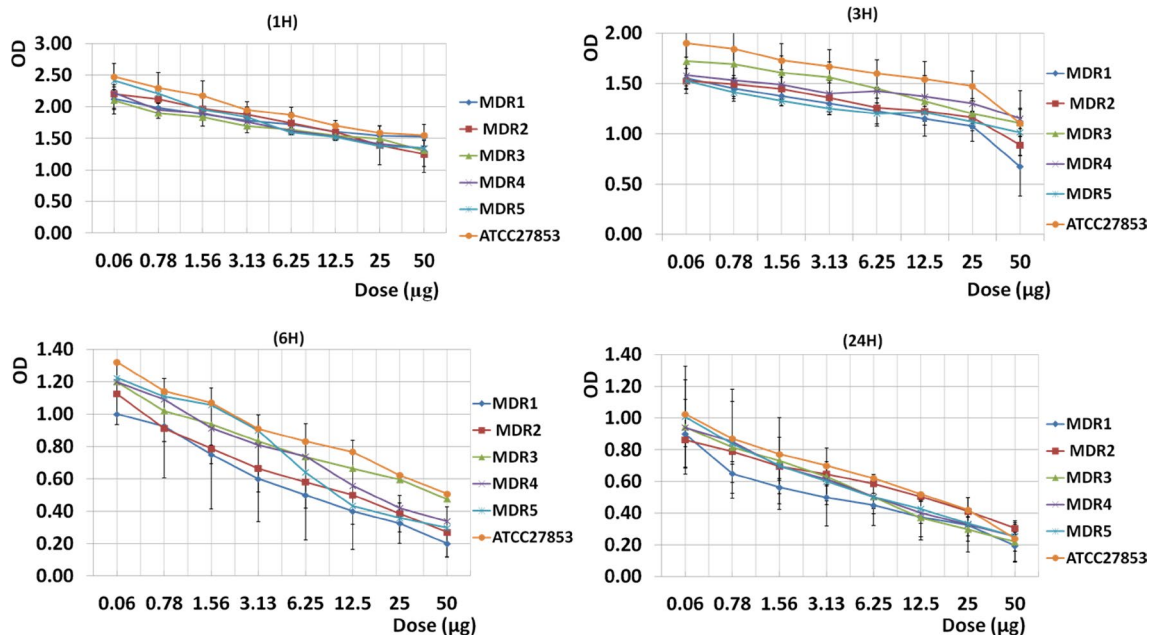 (1H)
OD
3.00
2.50
2.00
1.50
1.00
0.50
0.00
0.06 0.78 1.56 3.13 6.25 12.5 25 50
Dose (µg)
MDR1
MDR2
MDR3
MDR4
MDR5
ATCC27853
(3H)
OD
2.00
1.50
1.00
0.50
0.00
0.06 0.78 1.56 3.13 6.25 12.5 25 50
Dose (µg)
MDR1
MDR2
MDR3
MDR4
MDR5
ATCC27853
(6H)
OD
1.40
1.20
1.00
0.80
0.60
0.40
0.20
0.00
0.06 0.78 1.56 3.13 6.25 12.5 25 50
Dose (µg)
MDR1
MDR2
MDR3
MDR4
MDR5
ATCC27853
(24H)
OD
1.40
1.20
1.00
0.80
0.60
0.40
0.20
0.00
0.06 0.78 1.56 3.13 6.25 12.5 25 50
Dose (µg)
MDR1
MDR2
MDR3
MDR4
MDR5
ATCC27853